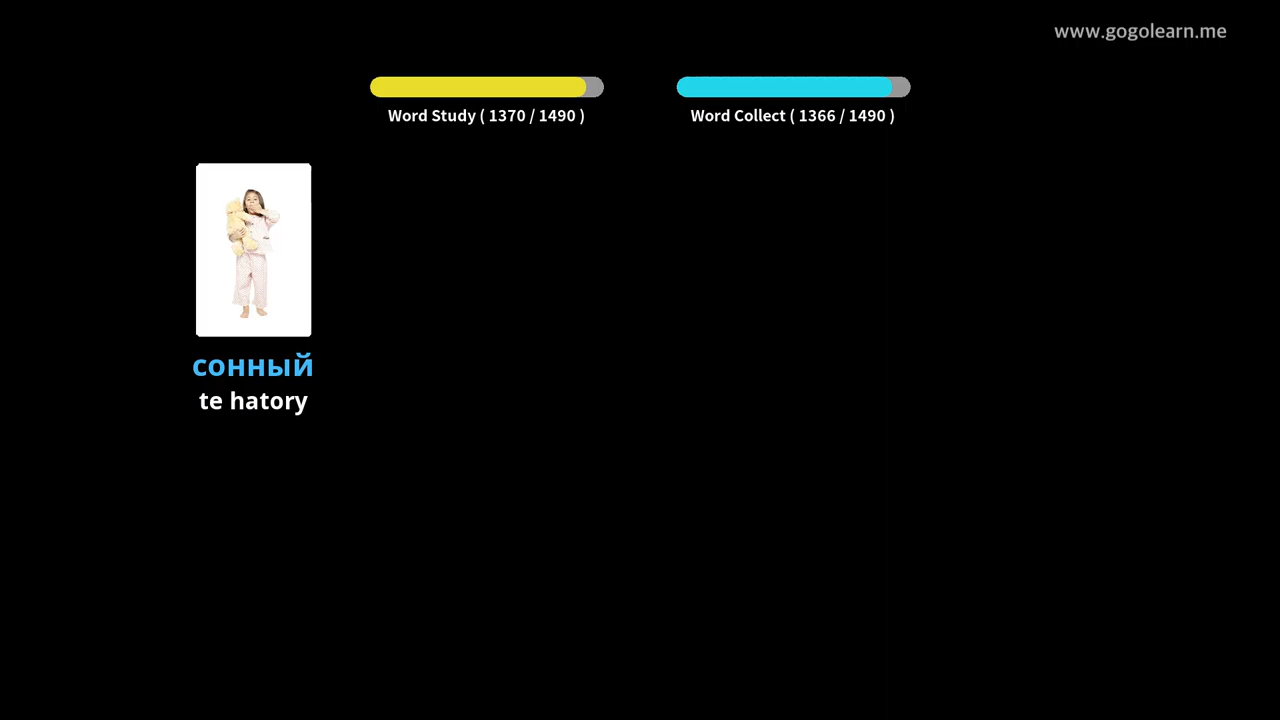 www.gogolearn.me
Word Study ( 1370 / 1490 )
Word Collect ( 1366 / 1490 )
сонный
te hatory